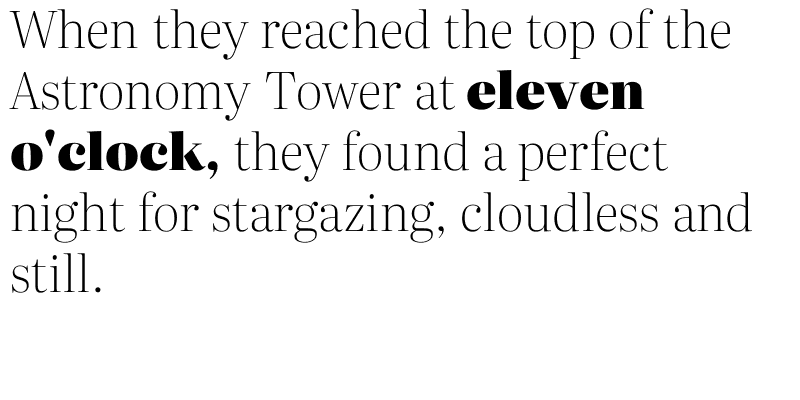 When they reached the top of the
Astronomy Tower at eleven
o'clock, they found a perfect
night for stargazing, cloudless and
still.